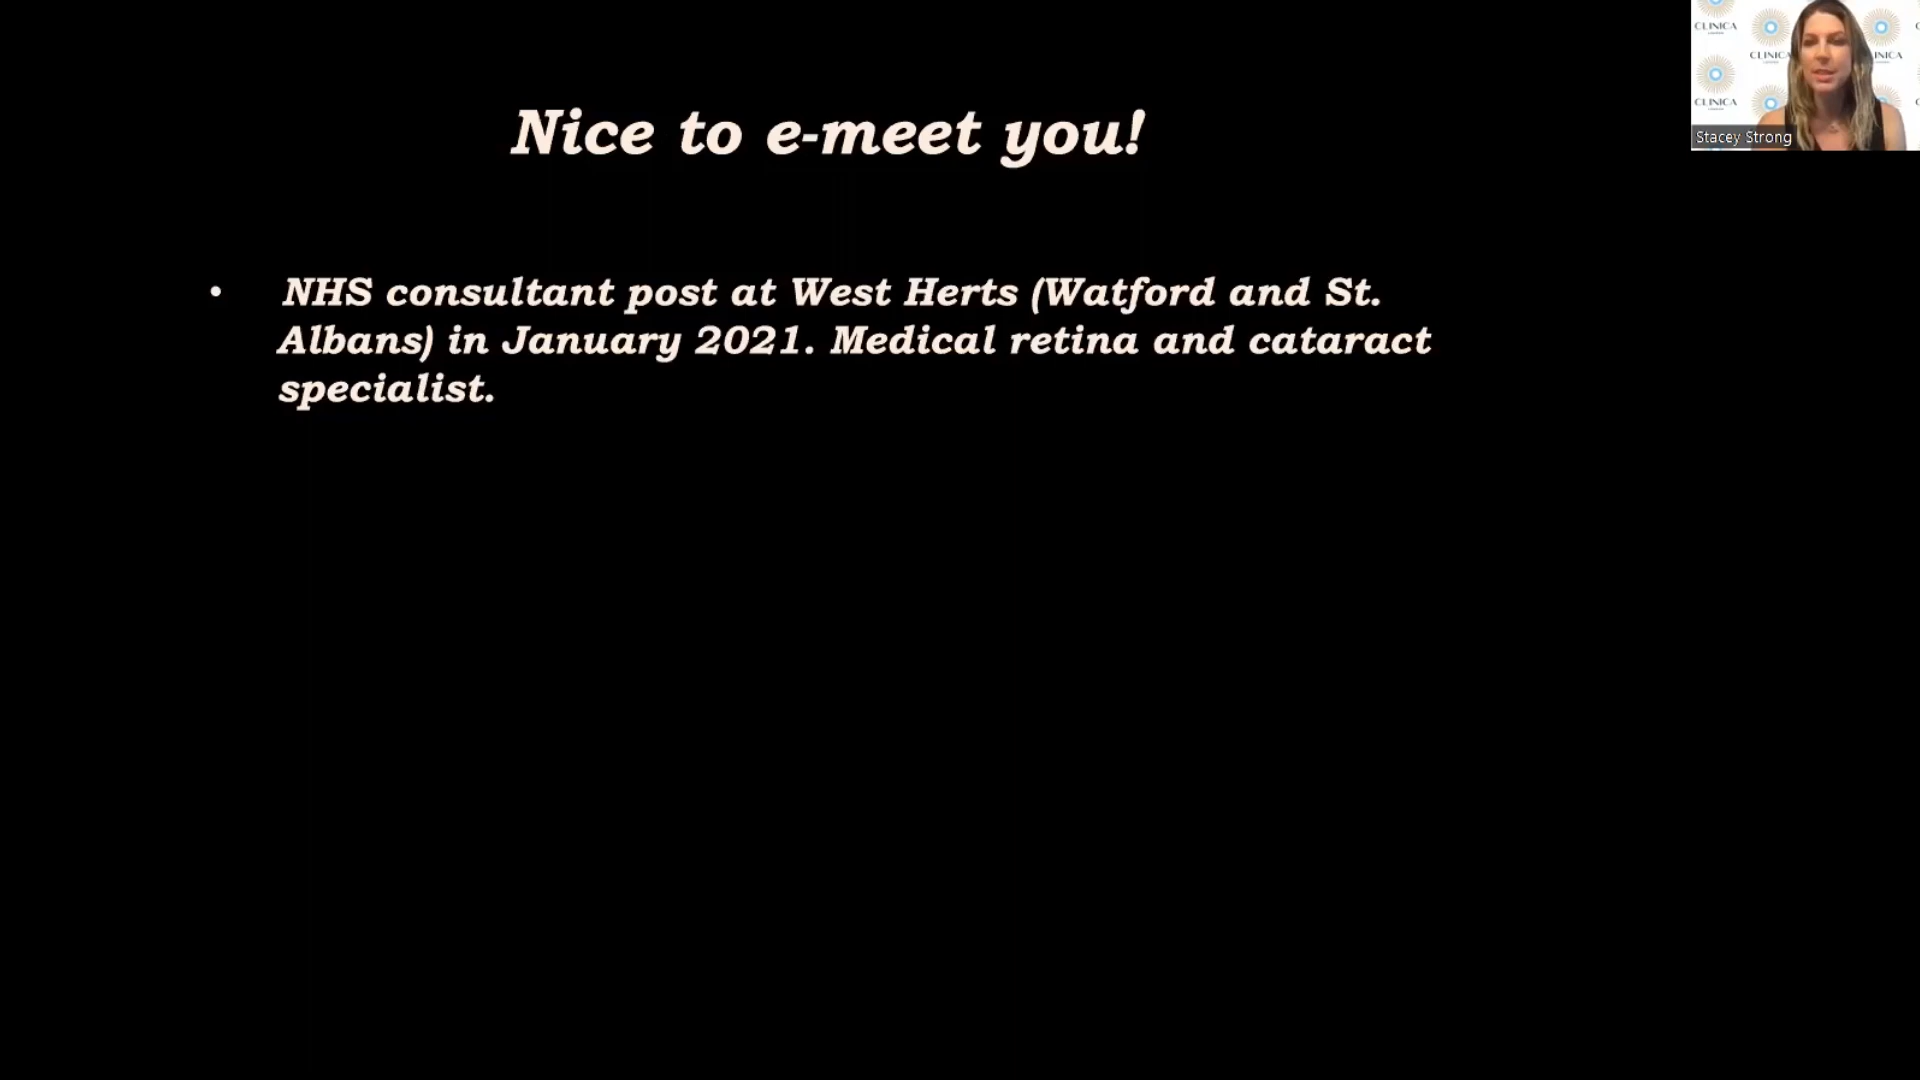 Nice to e-meet you!
• NHS consultant post at West Herts (Watford and St.
Albans) in January 2021. Medical retina and cataract
specialist.
CLINICA
CLINICA
INICA
CLINICA
Stacey Strong